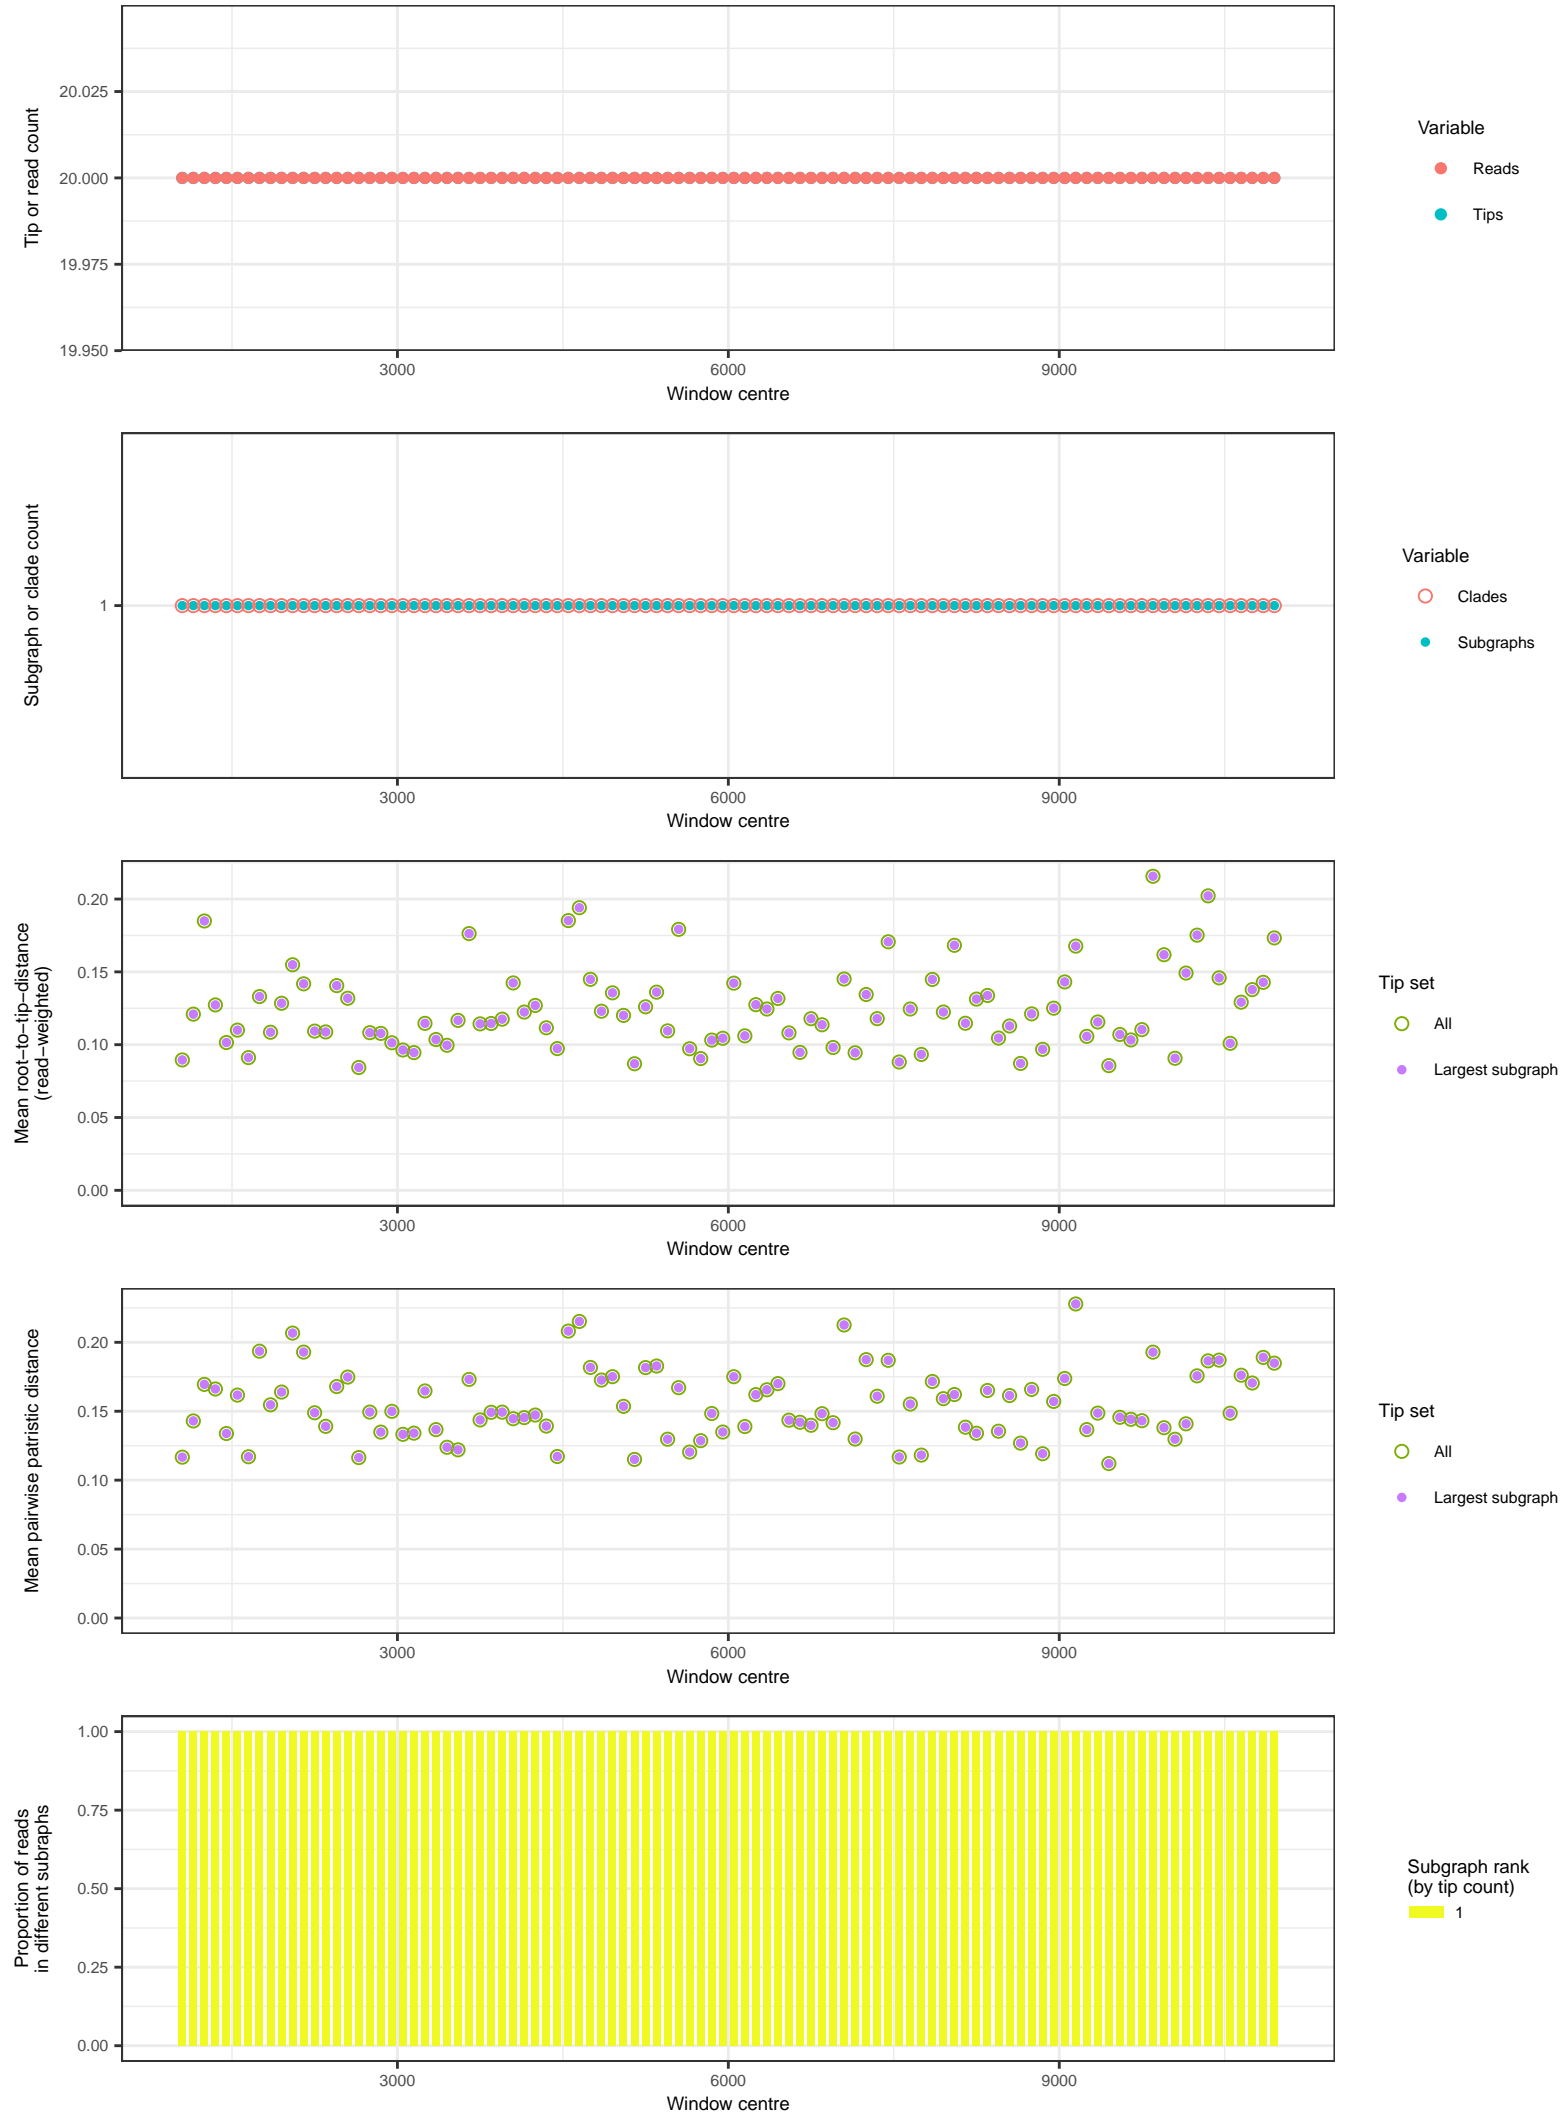 20.025
20.000
19.975
19.950
Tip or read count
3000
6000
9000
Window centre
Variable
Reads
Tips
1
Subgraph or clade count
3000
6000
9000
Window centre
Variable
Clades
Subgraphs
0.20
0.15
0.10
0.05
0.00
Mean root−to−tip−distance
(read−weighted)
3000
6000
9000
Window centre
Tip set
All
Largest subgraph
0.20
0.15
0.10
0.05
0.00
Mean pairwise patristic distance
3000
6000
9000
Window centre
Tip set
All
Largest subgraph
1.00
0.75
0.50
0.25
0.00
Proportion of reads
in different subraphs
3000
6000
9000
Window centre
Subgraph rank
(by tip count)
1